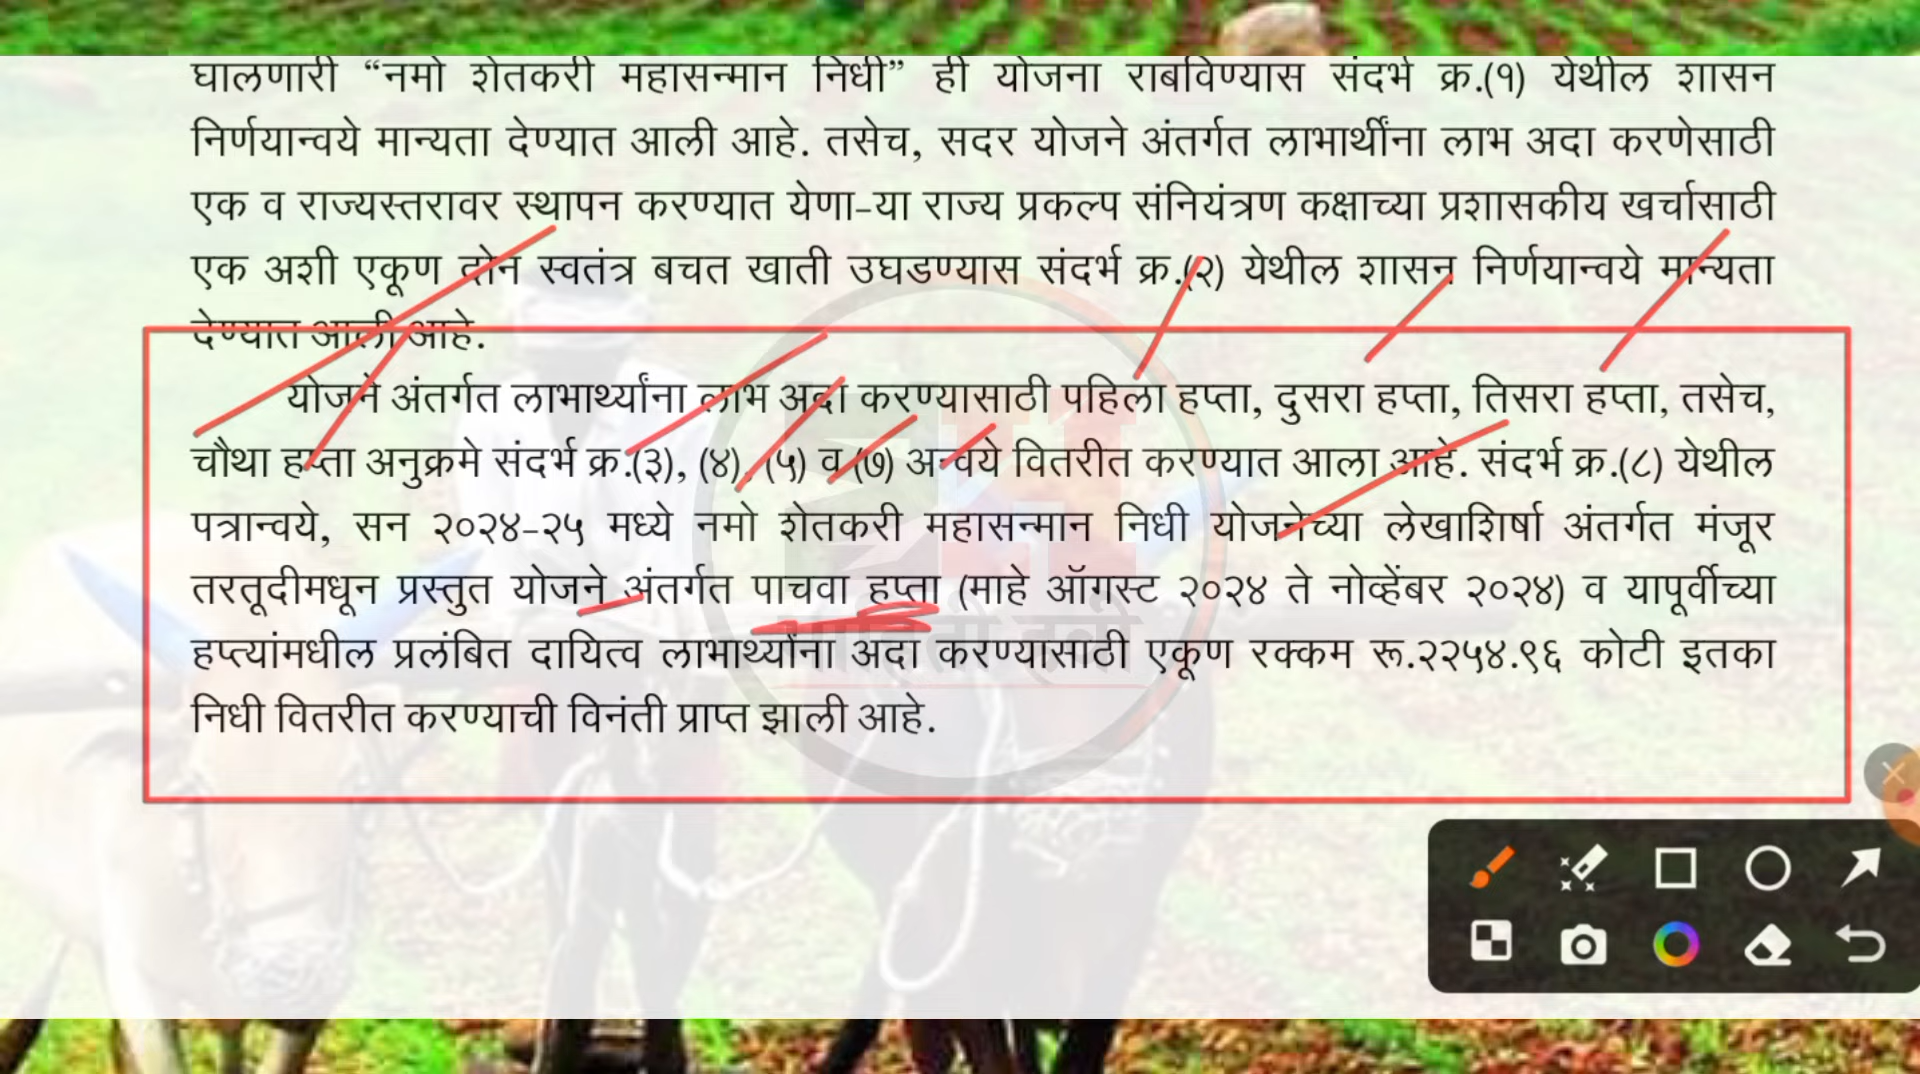 घालणारी “नमो शेतकरी महासन्मान निधी” ही योजना राबविण्यास संदर्भ क्र.(१) येथील शासन
निर्णयान्वये मान्यता देण्यात आली आहे. तसेच, सदर योजने अंतर्गत लाभार्थींना लाभ अदा करणेसाठी
एक व राज्यस्तरावर स्थापन करण्यात येणा-या राज्य प्रकल्प संनियंत्रण कक्षाच्या प्रशासकीय खर्चासाठी
एक अशी एकूण दोन स्वतंत्र बचत खाती उघडण्यास संदर्भ क्र.(२) येथील शासन निर्णयान्वये मान्यता
देण्यात आली आहे.
योजने अंतर्गत लाभार्थ्यांना लाभ अदा करण्यासाठी पहिला हप्ता, दुसरा हप्ता, तिसरा हप्ता, तसेच,
चौथा हप्ता अनुक्रमे संदर्भ क्र.(३), (४), (५) व (७) अन्वये वितरीत करण्यात आला आहे. संदर्भ क्र.(८) येथील
पत्रान्वये, सन २०२४-२५ मध्ये नमो शेतकरी महासन्मान निधी योजनेच्या लेखाशिर्षा अंतर्गत मंजूर
तरतूदीमधून प्रस्तुत योजने अंतर्गत पाचवा हप्ता (माहे ऑगस्ट २०२४ ते नोव्हेंबर २०२४) व यापूर्वीच्या
हप्त्यांमधील प्रलंबित दायित्व लाभार्थ्यांना अदा करण्यासाठी एकूण रक्कम रू.२२५४.९६ कोटी इतका
निधी वितरीत करण्याची विनंती प्राप्त झाली आहे.